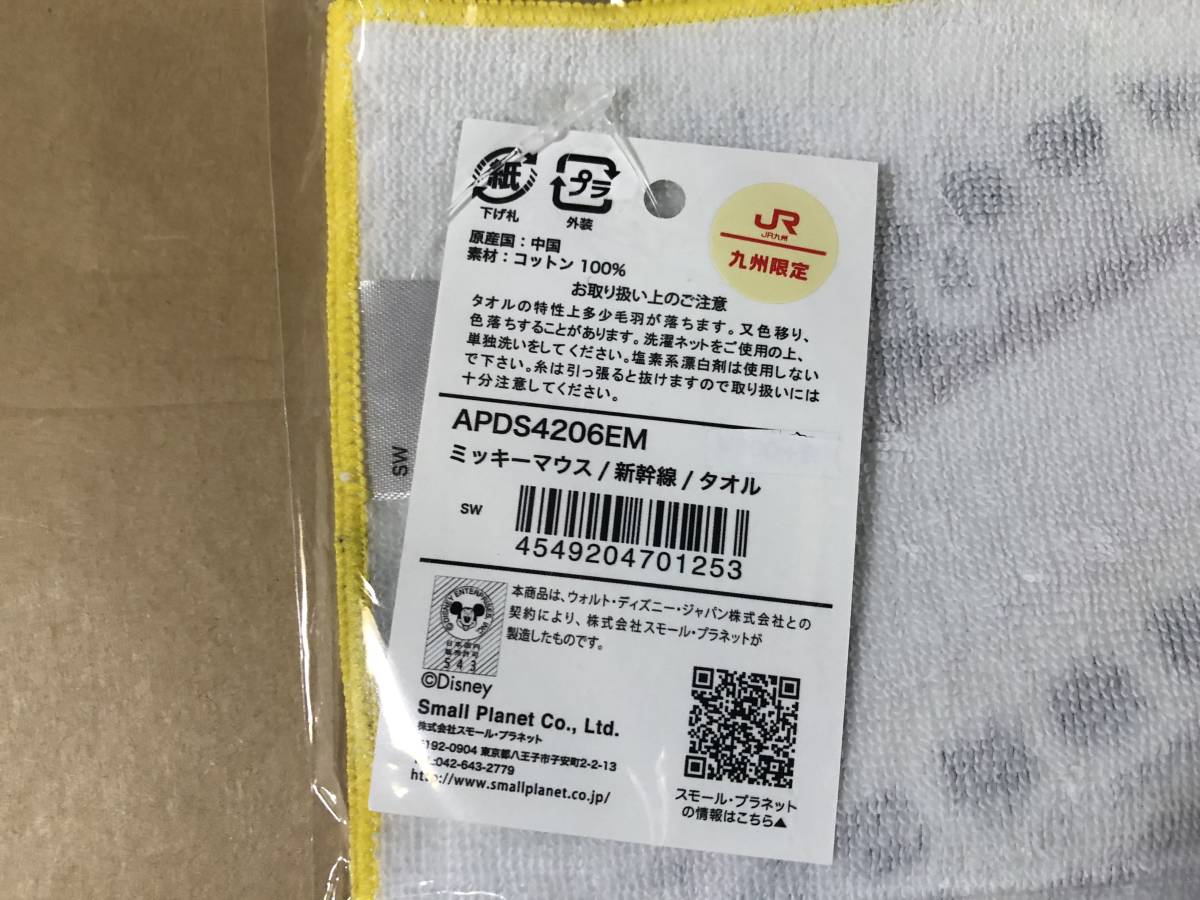 紙
下げ札
プラ
外装
JR
JR九州
九州限定
原産国：中国
素材：コットン 100%
お取り扱い上のご注意
タオルの特性上多少毛羽が落ちます。又色移り、
色落ちすることがあります。洗濯ネットをご使用の上、
単独洗いをしてください。塩素系漂白剤は使用しない
で下さい。糸は引っ張ると抜けますので取り扱いには
十分注意してください。
APDS4206EM
ミッキーマウス / 新幹線 / タオル
SW
SW
4549204701253
本商品は、ウォルト・ディズニー・ジャパン株式会社との
契約により、株式会社スモール・プラネットが
製造したものです。
DISNEY ENTERPRISES INC
日本国内
販売許可
543
©Disney
Small Planet Co., Ltd.
株式会社スモール・プラネット
〒192-0904 東京都八王子市子安町2-2-13
:042-643-2779
http://www.smallplanet.co.jp/
スモール・プラネット
の情報はこちら▲